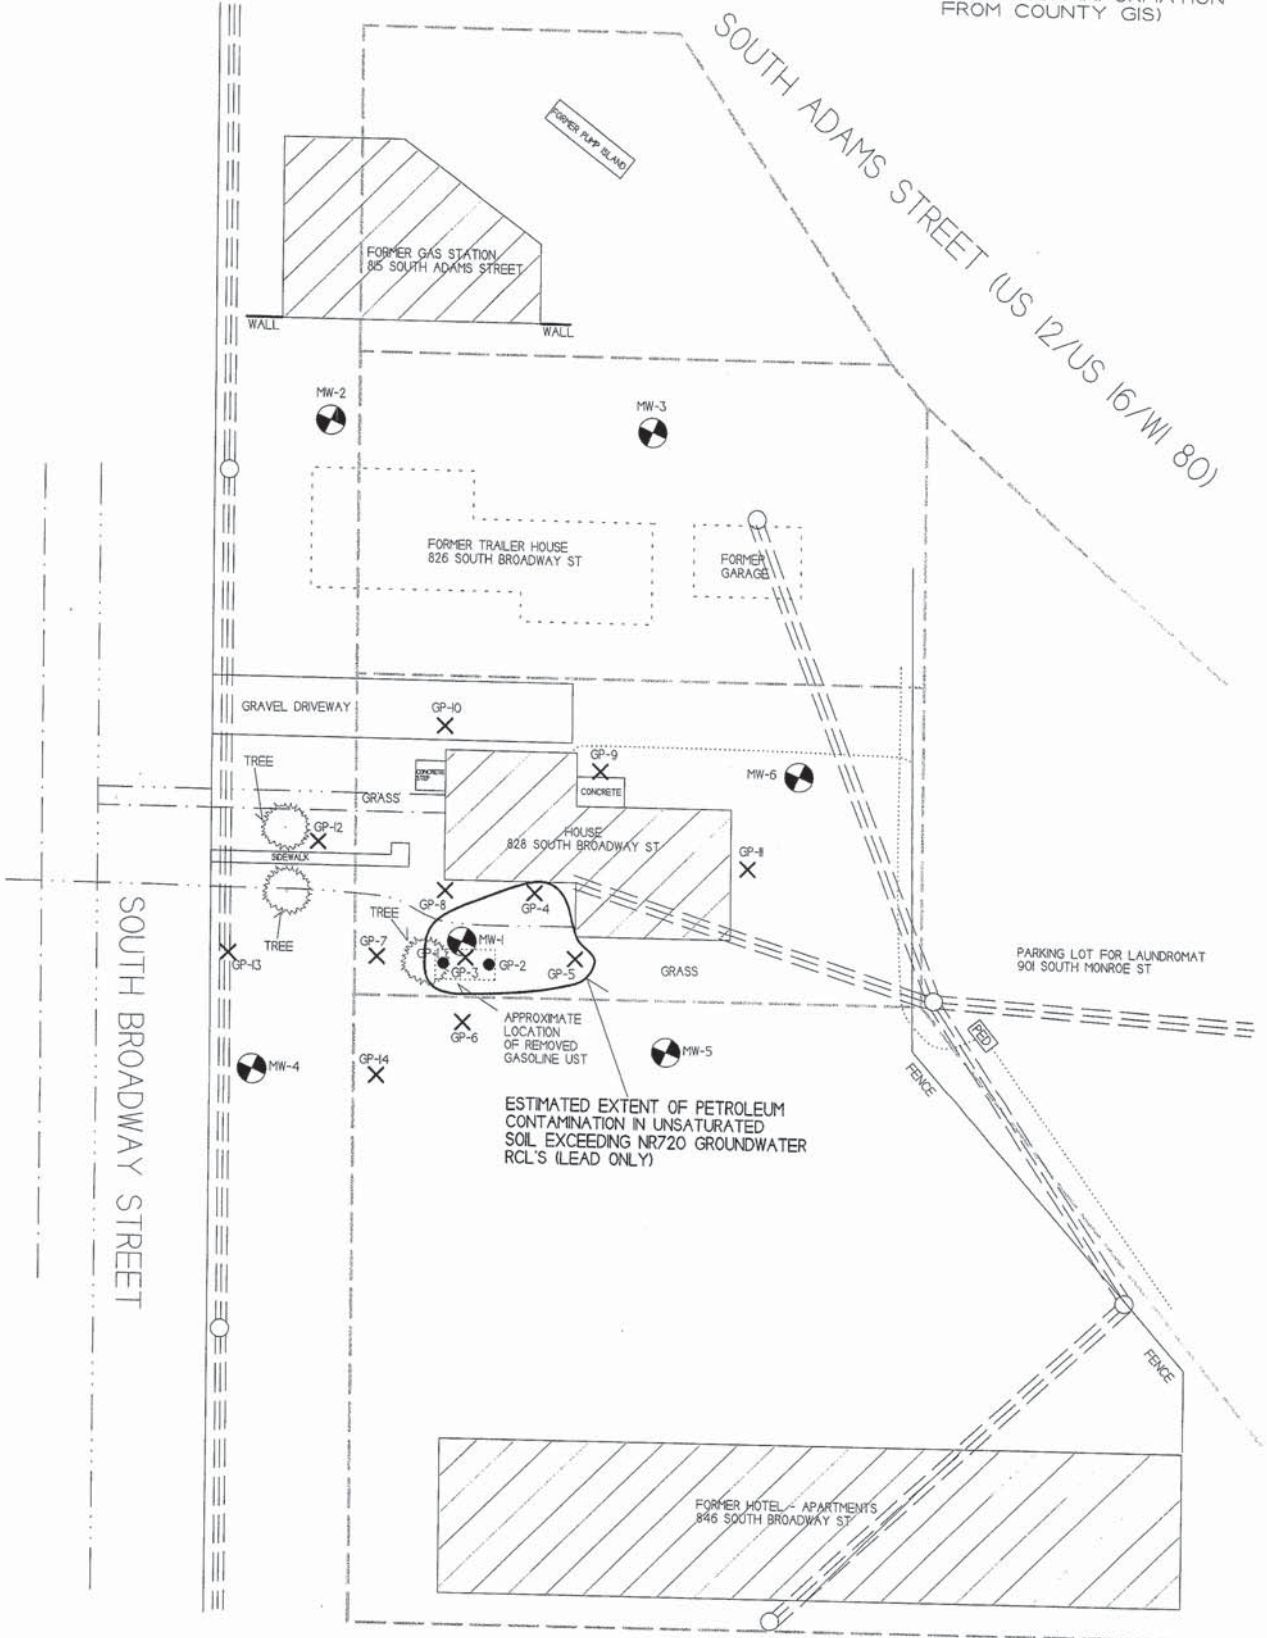 FROM COUNTY GIS)
SOUTH ADAMS STREET (US 12/US 16/WI 80)
FORMER PUMP ISLAND
FORMER GAS STATION
815 SOUTH ADAMS STREET
WALL
WALL
MW-2
MW-3
FORMER TRAILER HOUSE
826 SOUTH BROADWAY ST
FORMER
GARAGE
GRAVEL DRIVEWAY
GP-10
TREE
CONCRETE
STEP
GP-9
CONCRETE
MW-6
GRASS
GP-12
HOUSE
828 SOUTH BROADWAY ST
SIDEWALK
GP-11
GP-8
GP-4
TREE
TREE
GP-7
MW-1
GP-1
GP-3
GP-2
GP-5
GRASS
GP-13
PARKING LOT FOR LAUNDROMAT
901 SOUTH MONROE ST
SOUTH BROADWAY STREET
GP-6
APPROXIMATE
LOCATION
OF REMOVED
GASOLINE UST
PED
MW-4
GP-14
MW-5
FENCE
ESTIMATED EXTENT OF PETROLEUM
CONTAMINATION IN UNSATURATED
SOIL EXCEEDING NR720 GROUNDWATER
RCL'S (LEAD ONLY)
FENCE
FORMER HOTEL - APARTMENTS
846 SOUTH BROADWAY ST